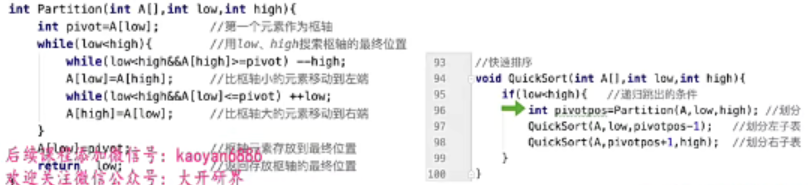 int Partition(int A[],int low,int high){
int pivot=A[low]; //第一个元素作为枢轴
while(low<high){ //用low、high搜索枢轴的最终位置
while(low<high&&A[high]>=pivot) --high;
A[low]=A[high]; //比枢轴小的元素移动到左端
while(low<high&&A[low]<=pivot) ++low;
A[high]=A[low]; //比枢轴大的元素移动到右端
}
A[low]=pivot; //枢轴元素存放到最终位置
return low; //返回存放枢轴的最终位置
后续课程添加微信号：kaoyan668b
欢迎关注微信公众号：大开研界
93 //快速排序
94 void QuickSort(int A[],int low,int high){
95 if(low<high){ //递归跳出的条件
96 int pivotpos=Partition(A,low,high); //划分
97 QuickSort(A,low,pivotpos-1); //划分左子表
98 QuickSort(A,pivotpos+1,high); //划分右子表
99 }
100 }